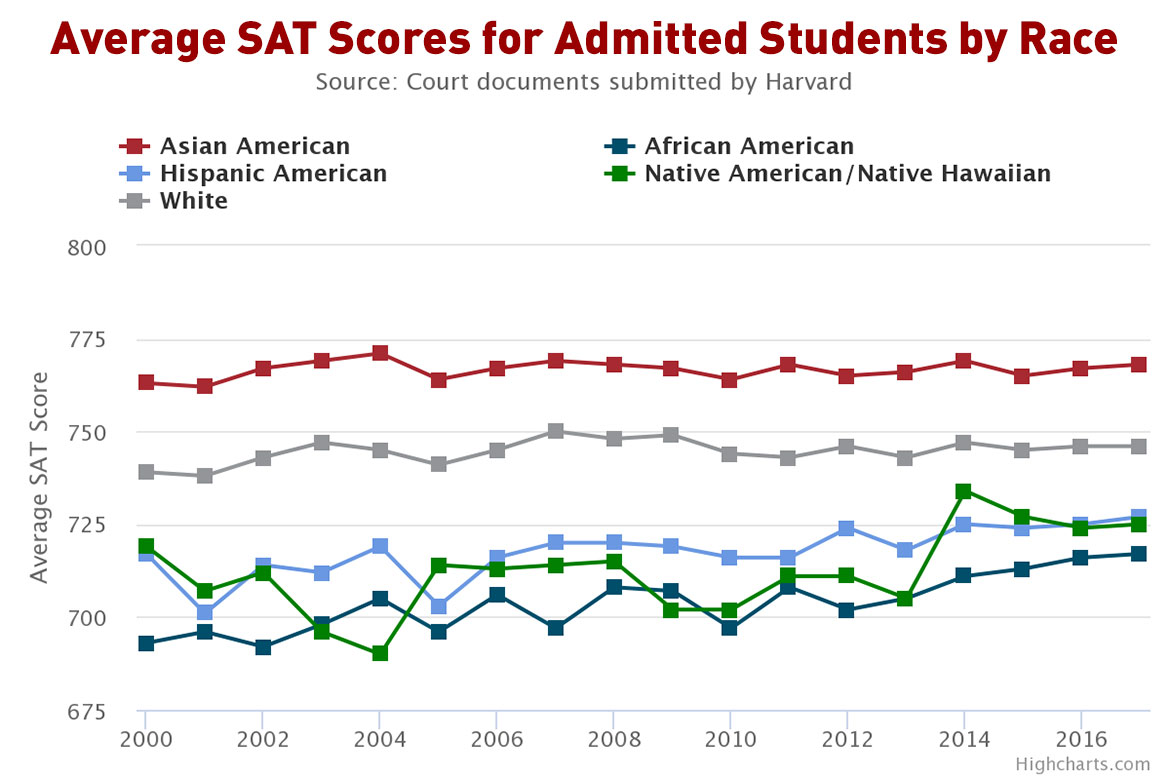 Average SAT Scores for Admitted Students by Race
Source: Court documents submitted by Harvard
Asian American
African American
Hispanic American
Native American/Native Hawaiian
White
Average SAT Score
800
775
750
725
700
675
2000 2002 2004 2006 2008 2010 2012 2014 2016
Highcharts.com